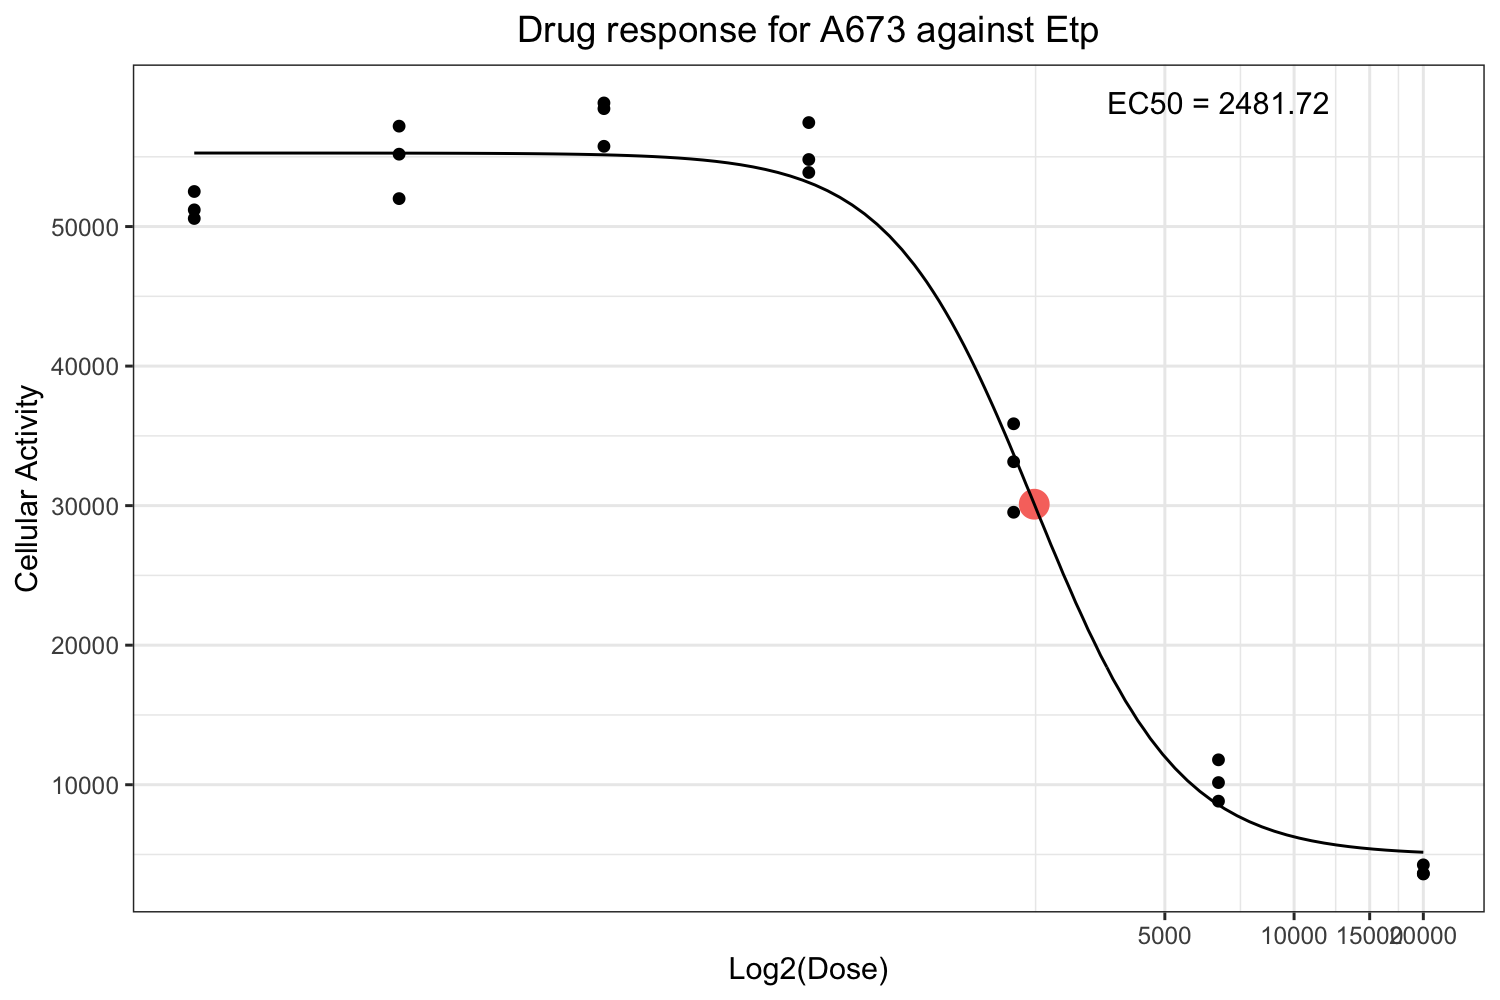 Drug response for A673 against Etp
EC50 = 2481.72
50000
40000
30000
20000
10000
Cellular Activity
5000 10000 15000 20000
Log2(Dose)